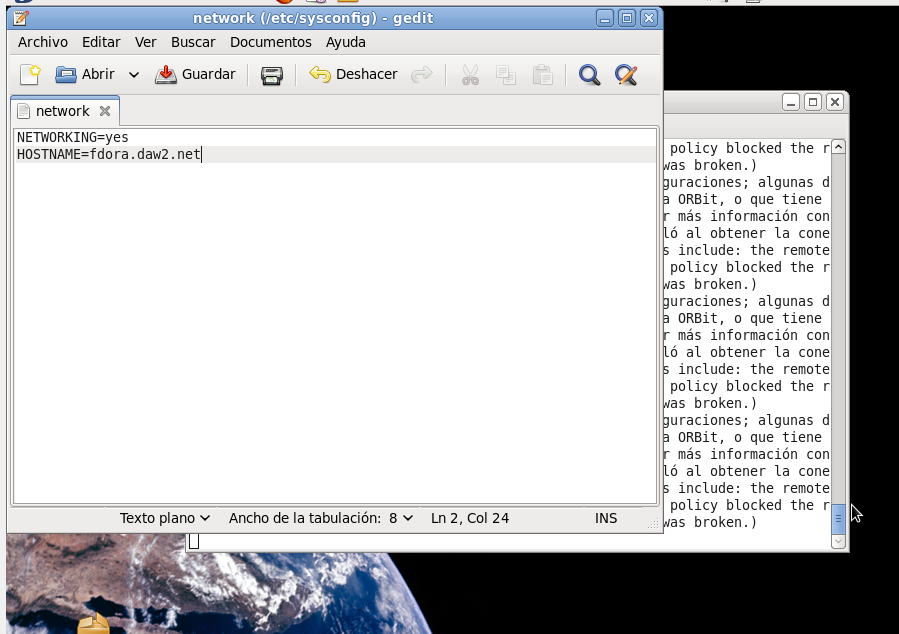 network (/etc/sysconfig) - gedit
Archivo Editar Ver Buscar Documentos Ayuda
Abrir Guardar Deshacer
network
NETWORKING=yes
HOSTNAME=fdora.daw2.net
Texto plano Ancho de la tabulación: 8 Ln 2, Col 24 INS
policy blocked the r
was broken.)
guraciones; algunas d
a ORBit, o que tiene
r más información con
ló al obtener la cone
s include: the remote
policy blocked the r
was broken.)
guraciones; algunas d
a ORBit, o que tiene
r más información con
ló al obtener la cone
s include: the remote
policy blocked the r
was broken.)
guraciones; algunas d
a ORBit, o que tiene
r más información con
ló al obtener la cone
s include: the remote
policy blocked the r
was broken.)